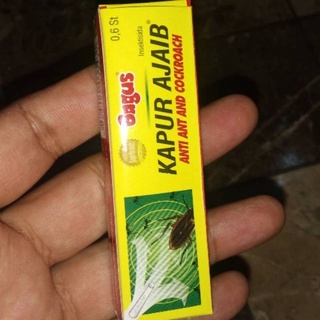 0,6 St
Bagus
Insektisida
KAPUR AJAIB
ANTI ANT AND COCKROACH